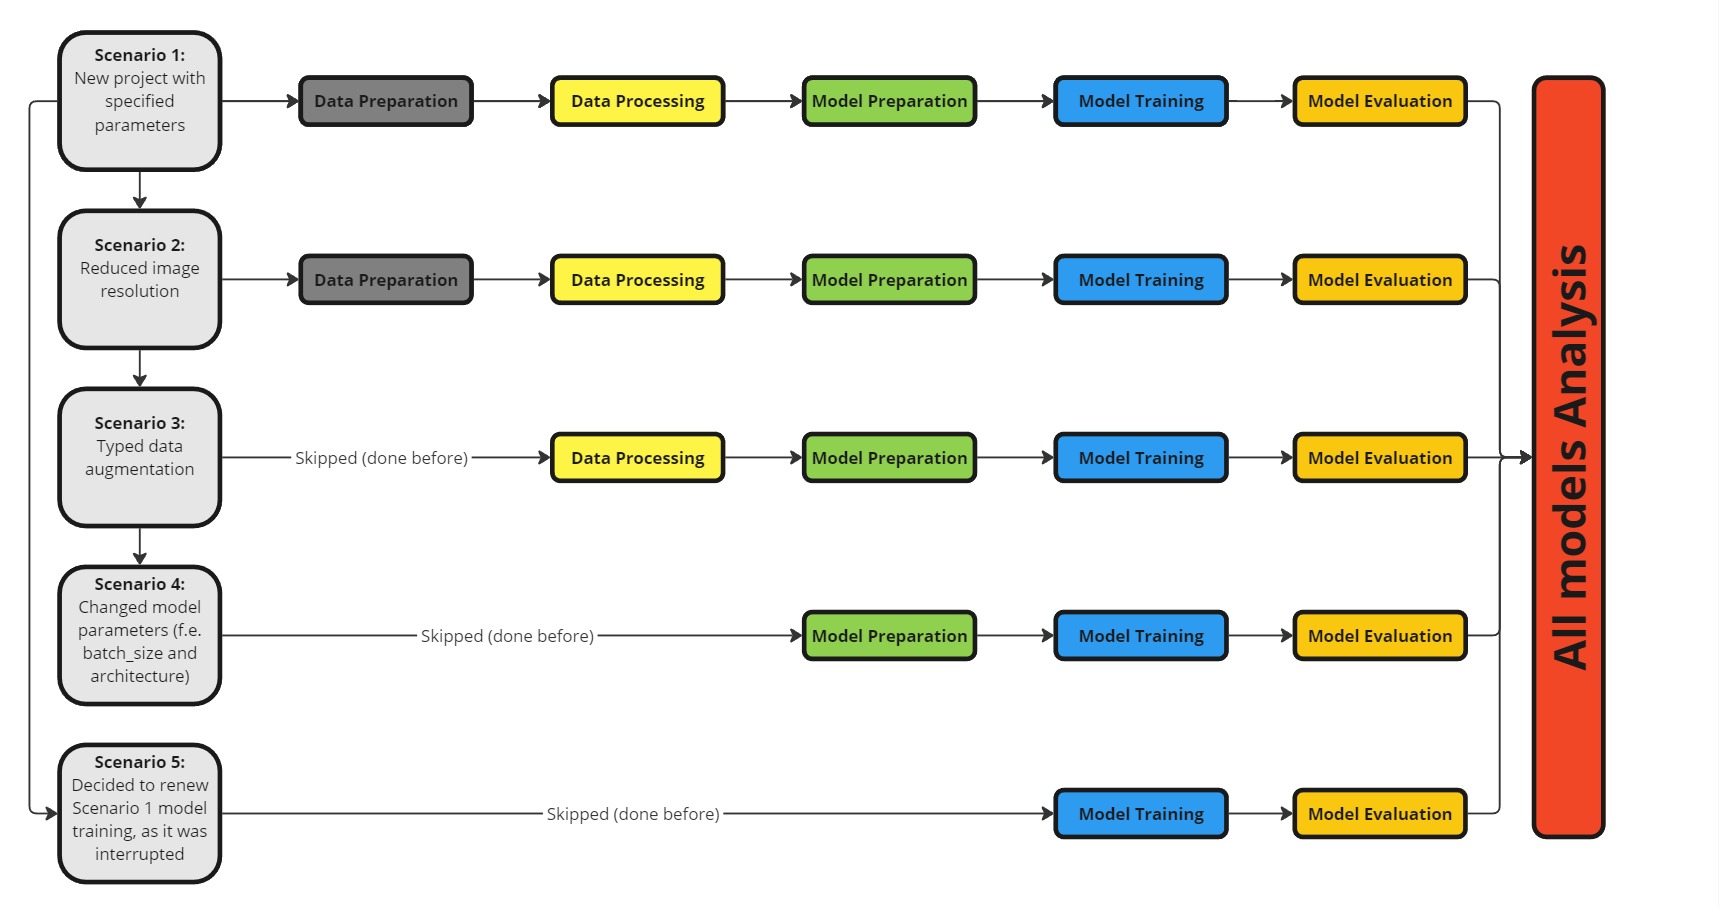 Scenario 1:
New project with
specified
parameters
Data Preparation
Data Processing
Model Preparation
Model Training
Model Evaluation
Scenario 2:
Reduced image
resolution
Data Preparation
Data Processing
Model Preparation
Model Training
Model Evaluation
Scenario 3:
Typed data
augmentation
Skipped (done before)
Data Processing
Model Preparation
Model Training
Model Evaluation
Scenario 4:
Changed model
parameters (f.e.
batch_size and
architecture)
Skipped (done before)
Model Preparation
Model Training
Model Evaluation
Scenario 5:
Decided to renew
Scenario 1 model
training, as it was
interrupted
Skipped (done before)
Model Training
Model Evaluation
All models Analysis